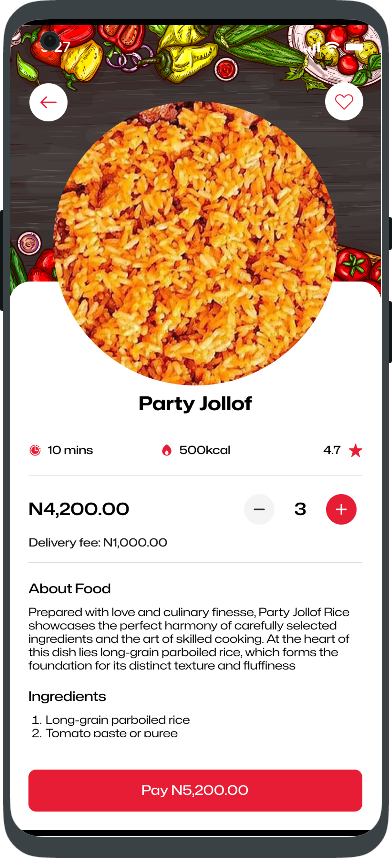 27
Party Jollof
10 mins 500kcal 4.7
N4,200.00 3
Delivery fee: N1,000.00
About Food
Prepared with love and culinary finesse, Party Jollof Rice
showcases the perfect harmony of carefully selected
ingredients and the art of skilled cooking. At the heart of
this dish lies long-grain parboiled rice, which forms the
foundation for its distinct texture and fluffiness
Ingredients
1. Long-grain parboiled rice
2. Tomato paste or puree
Pay N5,200.00